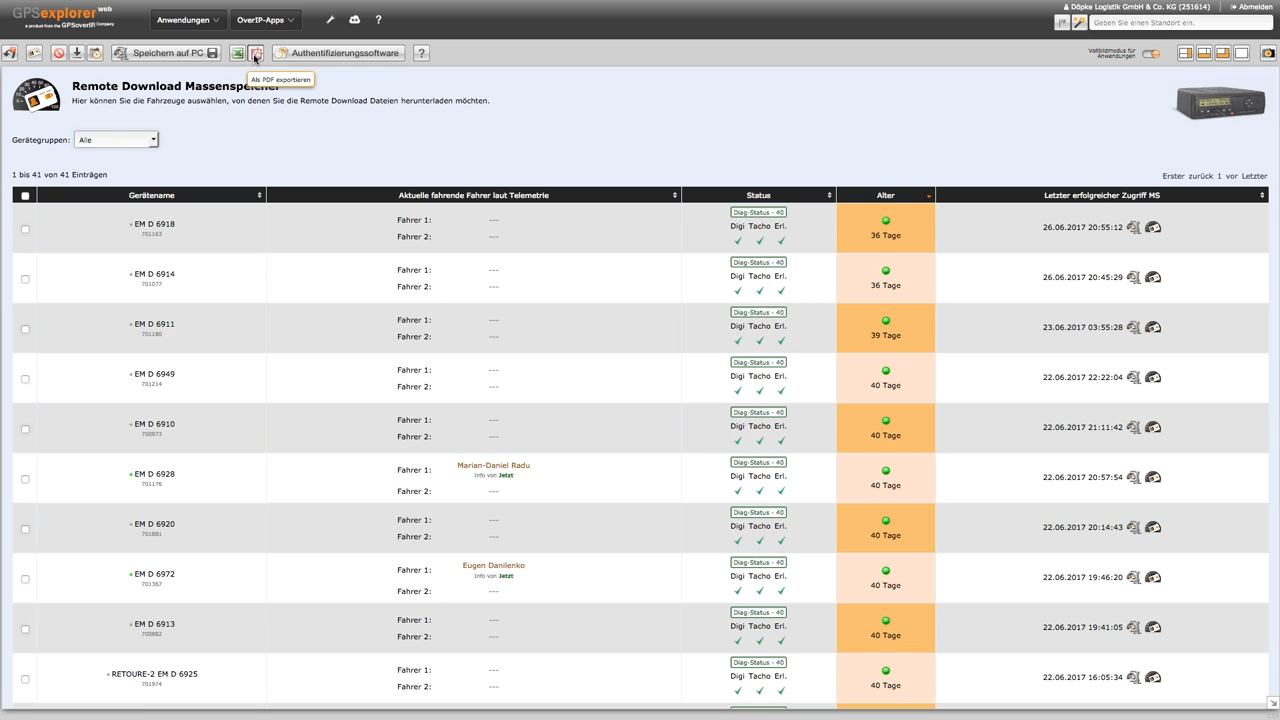 GPSexplorer web
a product from the GPSoverIP Company
Anwendungen
OverIP-Apps
?
Döpke Logistik GmbH & Co. KG (251614)
Abmelden
Geben Sie einen Standort ein.
Speichern auf PC
Authentifizierungssoftware
?
Vollbildmodus für Anwendungen
Als PDF exportieren
Remote Download Massenspeicher
Hier können Sie die Fahrzeuge auswählen, von denen Sie die Remote Download Dateien herunterladen möchten.
Gerätegruppen: Alle
1 bis 41 von 41 Einträgen
Erster zurück 1 vor Letzter
Gerätename Aktuelle fahrende Fahrer laut Telemetrie Status Alter Letzter erfolgreicher Zugriff MS
EM D 6918
701163
Fahrer 1: ---
Fahrer 2: ---
Diag-Status - 40
Digi Tacho Erl.
36 Tage
26.06.2017 20:55:12
EM D 6914
701077
Fahrer 1: ---
Fahrer 2: ---
Diag-Status - 40
Digi Tacho Erl.
36 Tage
26.06.2017 20:45:29
EM D 6911
701180
Fahrer 1: ---
Fahrer 2: ---
Diag-Status - 40
Digi Tacho Erl.
39 Tage
23.06.2017 03:55:28
EM D 6949
701214
Fahrer 1: ---
Fahrer 2: ---
Diag-Status - 40
Digi Tacho Erl.
40 Tage
22.06.2017 22:22:04
EM D 6910
700973
Fahrer 1: ---
Fahrer 2: ---
Diag-Status - 40
Digi Tacho Erl.
40 Tage
22.06.2017 21:11:42
EM D 6928
701176
Fahrer 1: Marian-Daniel Radu
Info von Jetzt
Fahrer 2: ---
Diag-Status - 40
Digi Tacho Erl.
40 Tage
22.06.2017 20:57:54
EM D 6920
701881
Fahrer 1: ---
Fahrer 2: ---
Diag-Status - 40
Digi Tacho Erl.
40 Tage
22.06.2017 20:14:43
EM D 6972
701367
Fahrer 1: Eugen Danilenko
Info von Jetzt
Fahrer 2: ---
Diag-Status - 40
Digi Tacho Erl.
40 Tage
22.06.2017 19:46:20
EM D 6913
700882
Fahrer 1: ---
Fahrer 2: ---
Diag-Status - 40
Digi Tacho Erl.
40 Tage
22.06.2017 19:41:05
RETOURE-2 EM D 6925
701974
Fahrer 1: ---
Fahrer 2: ---
Diag-Status - 40
Digi Tacho Erl.
40 Tage
22.06.2017 16:05:34